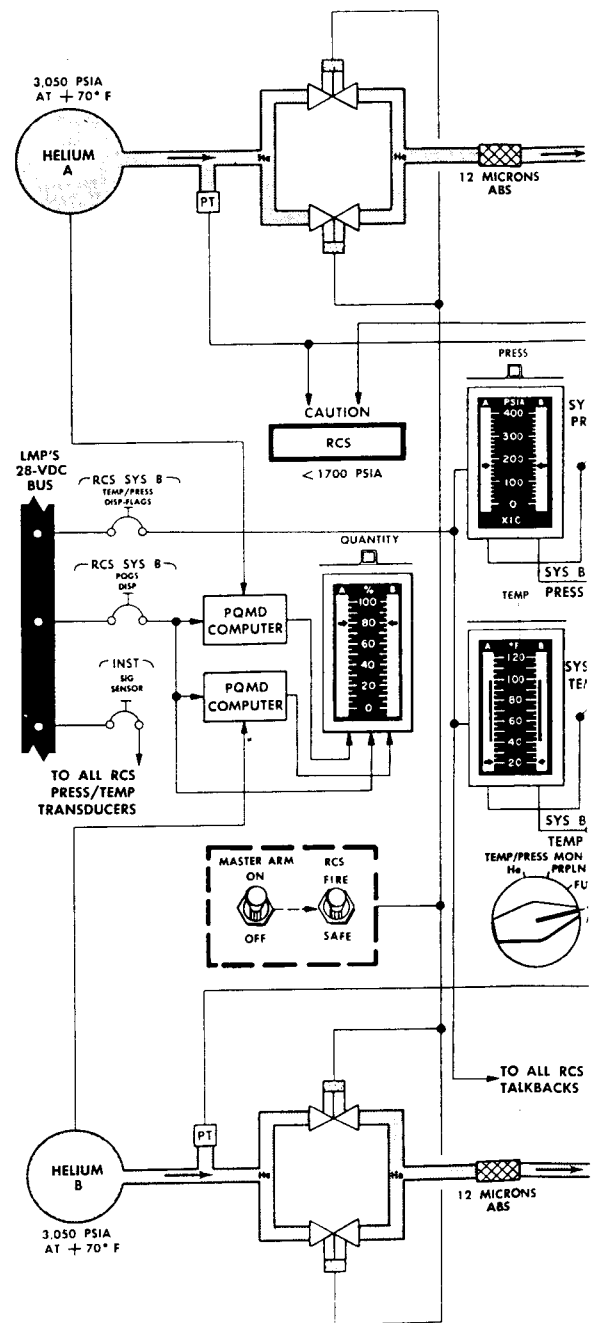 3,050 PSIA
AT + 70° F
HELIUM
A
He
He
PT
12 MICRONS
ABS
PRESS
CAUTION
RCS
< 1700 PSIA
A PSIA B
400
300
200
100
0
X10
SY
PR
SYS B
PRESS
LMP'S
28-VDC
BUS
RCS SYS B
TEMP/PRESS
DISP-FLAGS
QUANTITY
RCS SYS B
PQGS
DISP
PQMD
COMPUTER
PQMD
COMPUTER
A % B
100
80
60
40
20
0
TEMP
A °F B
120
100
80
60
40
20
SYS
TEM
SYS B
TEMP
INST
SIG
SENSOR
TO ALL RCS
PRESS/TEMP
TRANSDUCERS
MASTER ARM
ON
OFF
RCS
FIRE
SAFE
TEMP/PRESS MON
He PRPLN
FU
TO ALL RCS
TALKBACKS
PT
HELIUM
B
He
He
12 MICRONS
ABS
3,050 PSIA
AT + 70° F